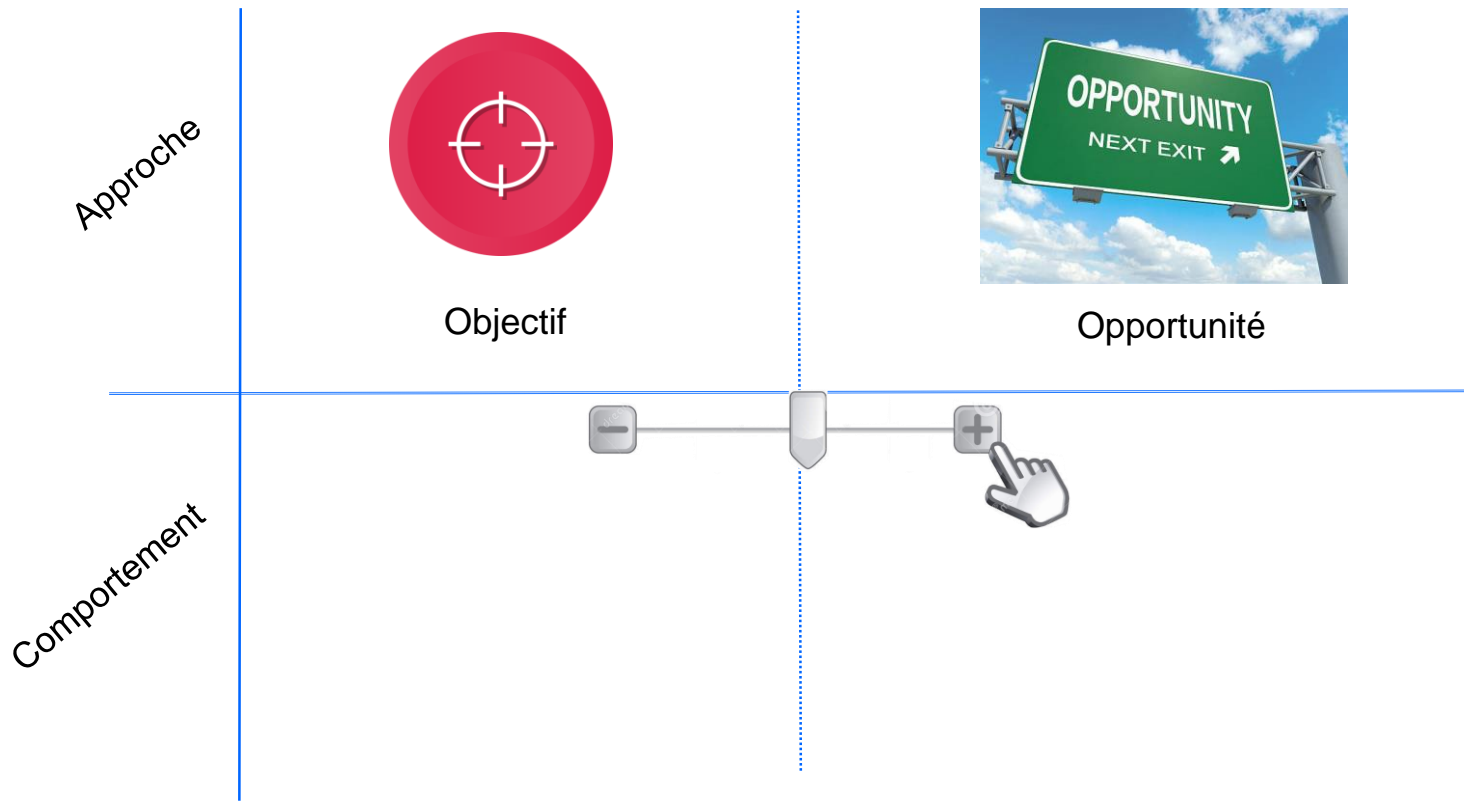 Approche
OPPORTUNITY
NEXT EXIT
Objectif
Opportunité
Comportement